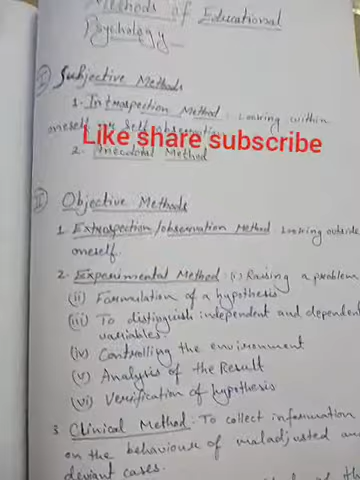 Methods of Educational
Psychology
I Subjective Methods
1. Introspection Method: Looking within
oneself or self observation
Like share subscribe
2. Anecdotal Method
II Objective Methods
1. Extrospection/observation Method Looking outside
oneself.
2. Experimental Method: (i) Raising a problem
(ii) Formulation of a hypothesis
(iii) To distinguish independent and dependent
variables.
(iv) Controlling the environment
(v) Analysis of the Result
(vi) Verification of hypothesis
3 Clinical Method: To collect information
on the behaviour of maladjusted and
deviant cases.